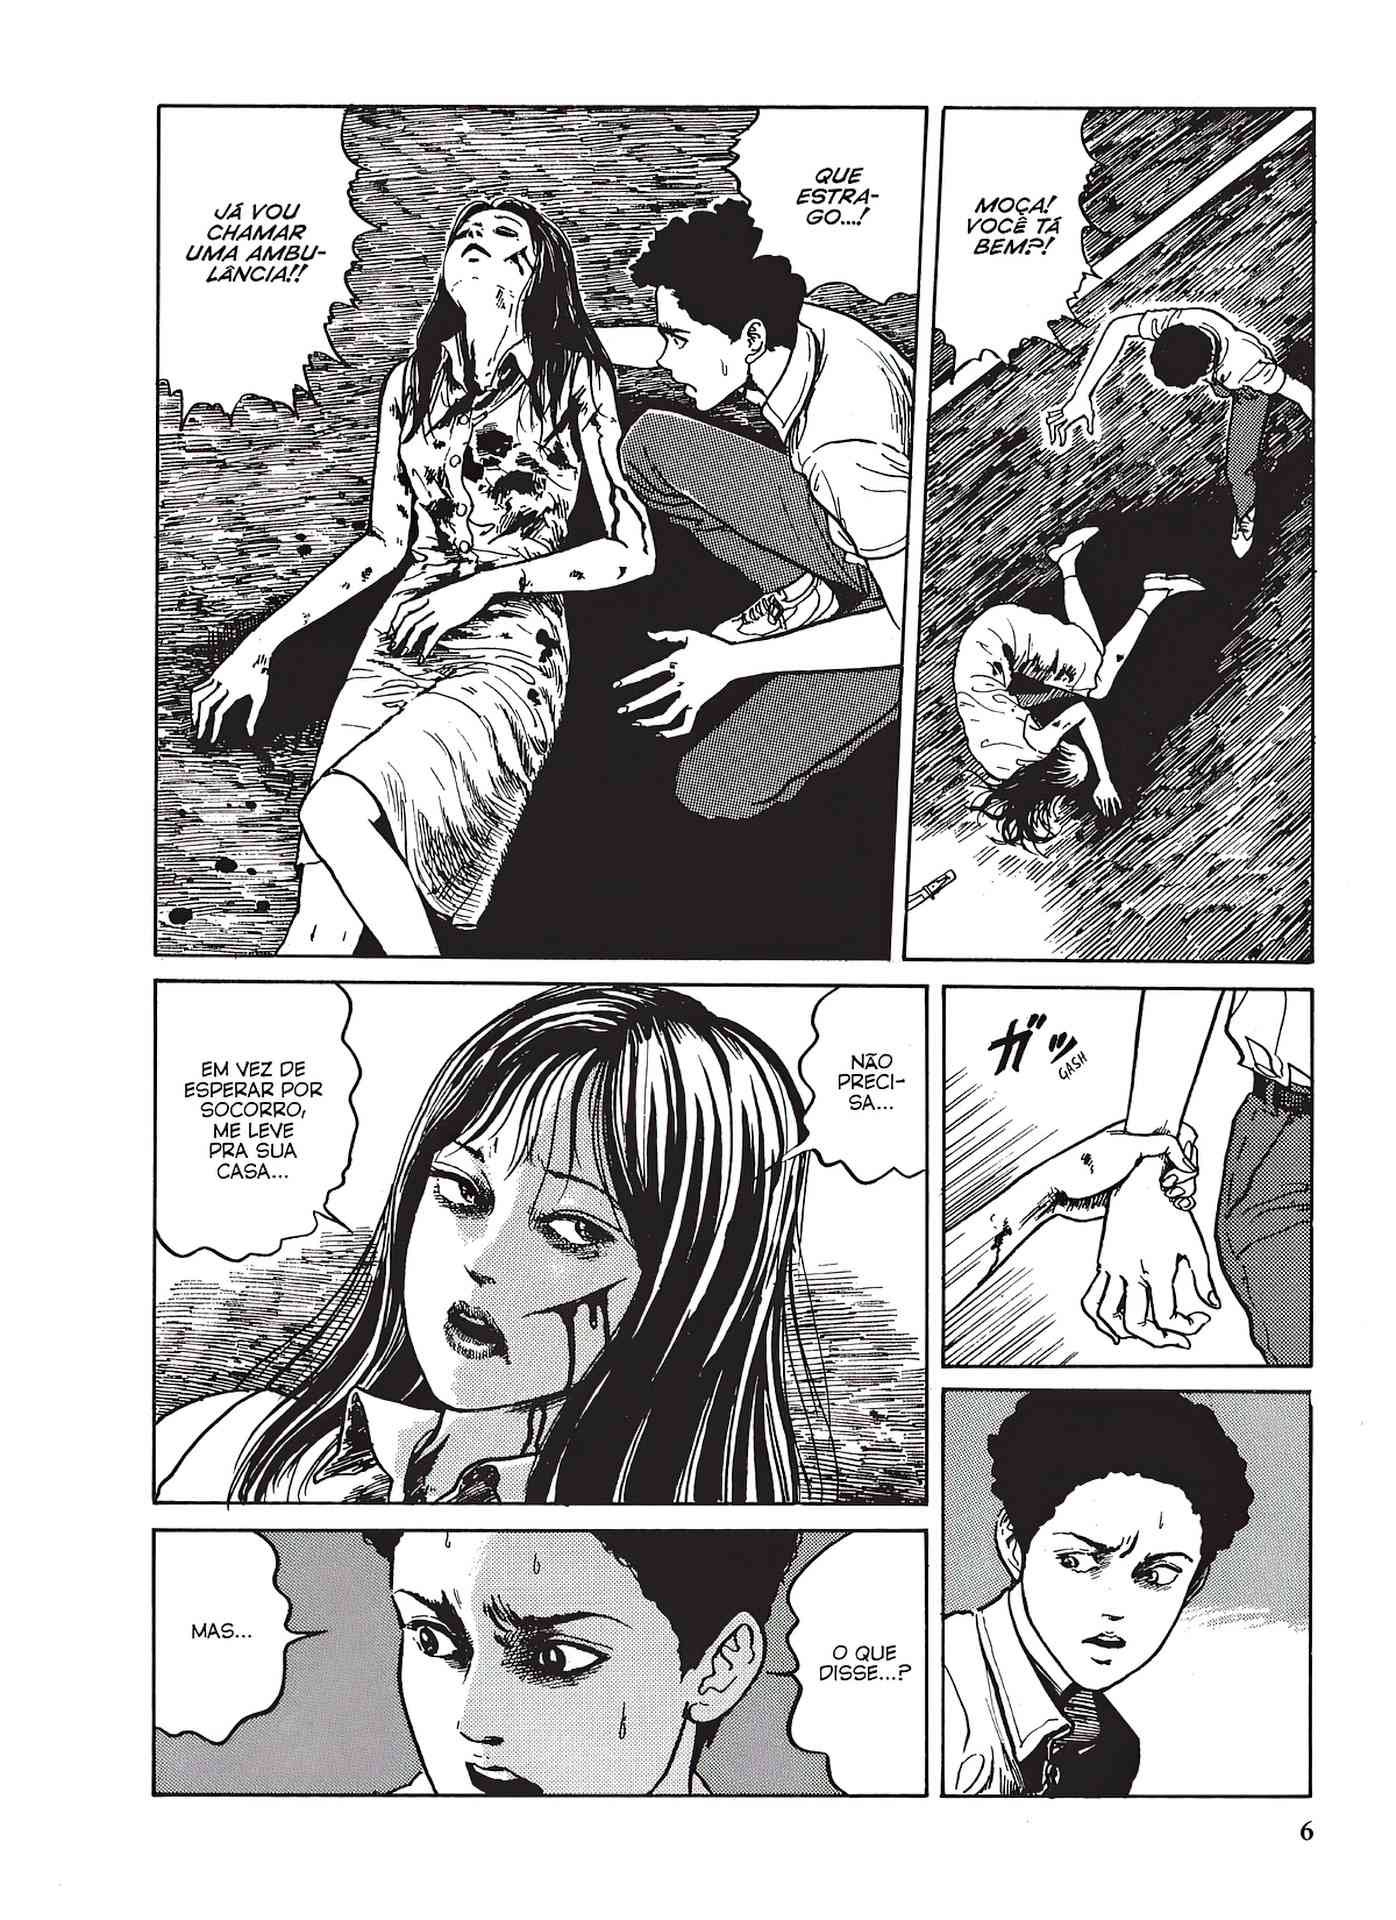 MOÇA!
VOCÊ TÁ
BEM?!
QUE
ESTRA-
GO...!
JÁ VOU
CHAMAR
UMA AMBU-
LÂNCIA!!
ガッ
GASH
NÃO
PRECI-
SA...
EM VEZ DE
ESPERAR POR
SOCORRO,
ME LEVE
PRA SUA
CASA...
O QUE
DISSE...?
MAS...
6